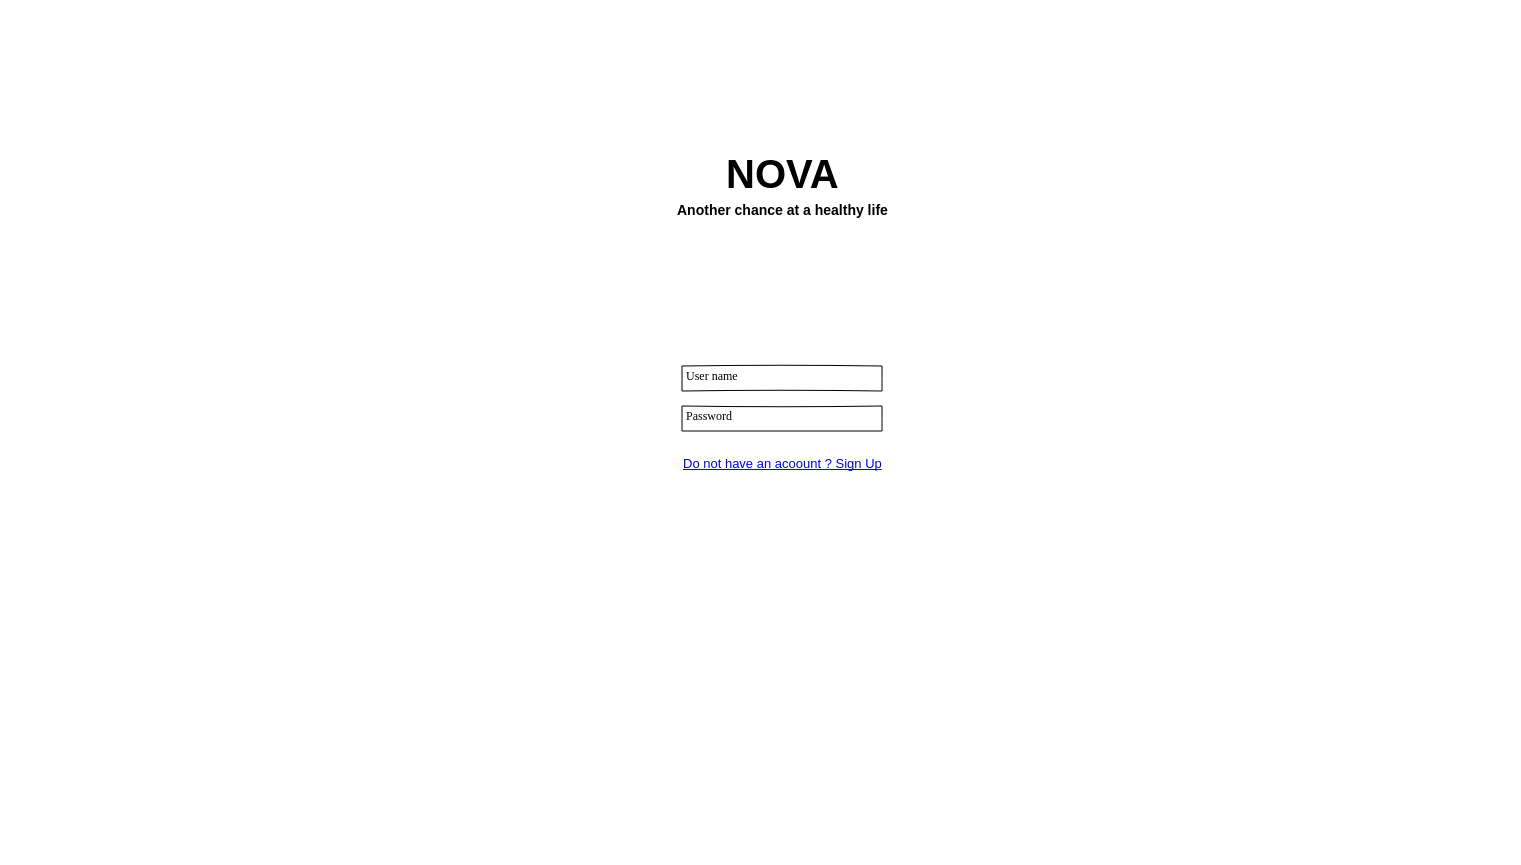 NOVA
Another chance at a healthy life
User name
Password
Do not have an acoount ? Sign Up